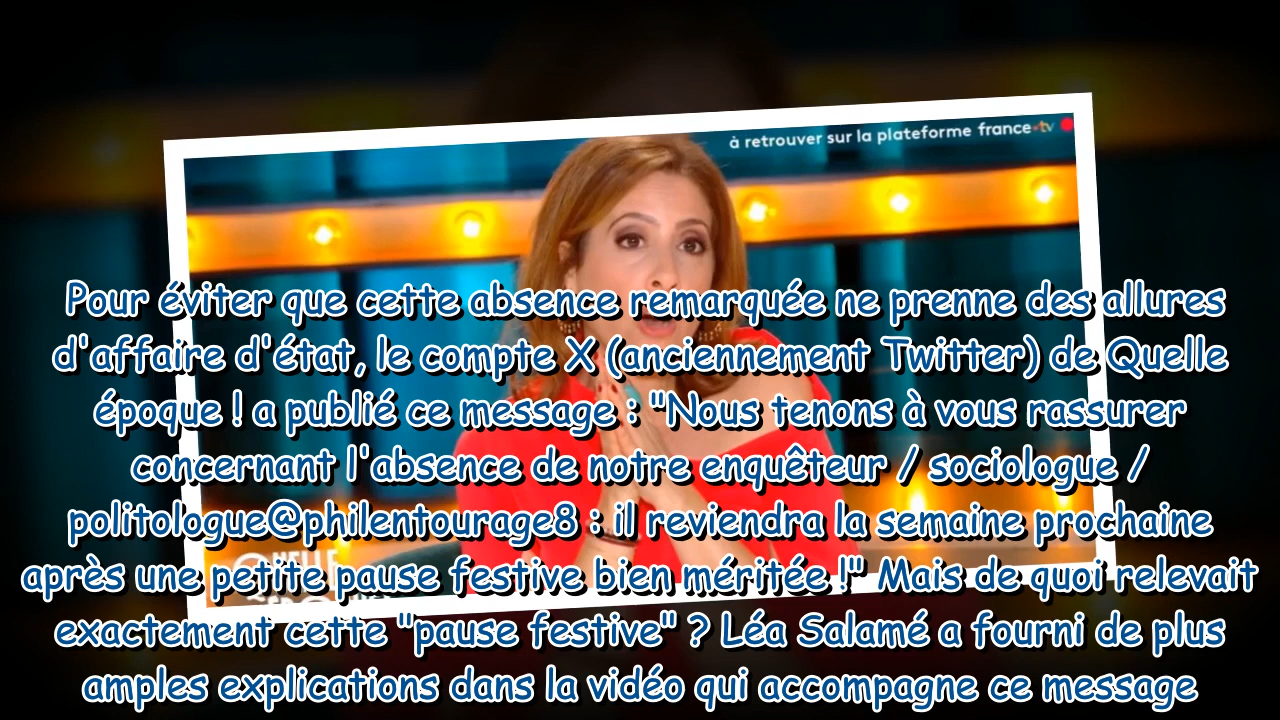 à retrouver sur la plateforme france•tv
Pour éviter que cette absence remarquée ne prenne des allures
d'affaire d'état, le compte X (anciennement Twitter) de Quelle
époque ! a publié ce message : "Nous tenons à vous rassurer
concernant l'absence de notre enquêteur / sociologue /
politologue@philentourage8 : il reviendra la semaine prochaine
après une petite pause festive bien méritée !" Mais de quoi relevait
exactement cette "pause festive" ? Léa Salamé a fourni de plus
amples explications dans la vidéo qui accompagne ce message